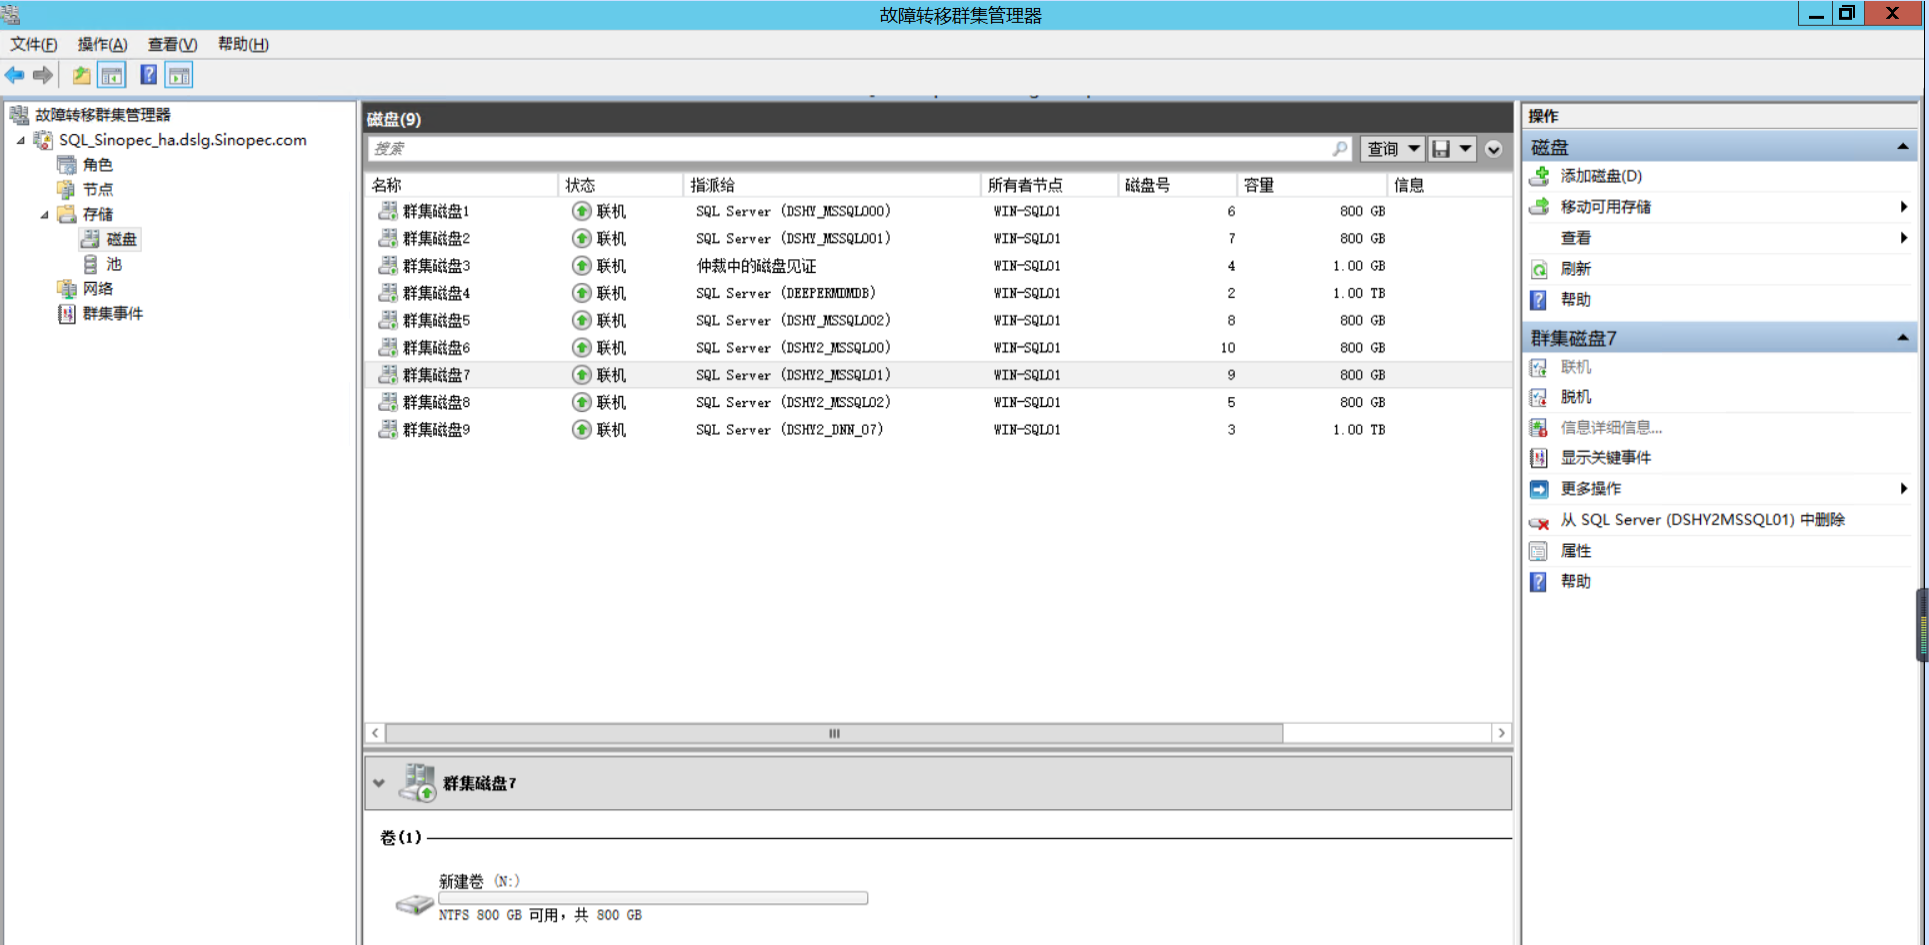 故障转移群集管理器
文件(F) 操作(A) 查看(V) 帮助(H)
故障转移群集管理器
SQL_Sinopec_ha.dslg.Sinopec.com
角色
节点
存储
磁盘
池
网络
群集事件
磁盘(9)
搜索
查询
名称 状态 指派给 所有者节点 磁盘号 容量 信息
群集磁盘1 联机 SQL Server (DSHY_MSSQL000) WIN-SQL01 6 800 GB
群集磁盘2 联机 SQL Server (DSHY_MSSQL001) WIN-SQL01 7 800 GB
群集磁盘3 联机 仲裁中的磁盘见证 WIN-SQL01 4 1.00 GB
群集磁盘4 联机 SQL Server (DEEPERMDMDB) WIN-SQL01 2 1.00 TB
群集磁盘5 联机 SQL Server (DSHY_MSSQL002) WIN-SQL01 8 800 GB
群集磁盘6 联机 SQL Server (DSHY2_MSSQL00) WIN-SQL01 10 800 GB
群集磁盘7 联机 SQL Server (DSHY2_MSSQL01) WIN-SQL01 9 800 GB
群集磁盘8 联机 SQL Server (DSHY2_MSSQL02) WIN-SQL01 5 800 GB
群集磁盘9 联机 SQL Server (DSHY2_DNN_07) WIN-SQL01 3 1.00 TB
群集磁盘7
卷(1)
新建卷 (N:)
NTFS 800 GB 可用，共 800 GB
操作
磁盘
添加磁盘(D)
移动可用存储
查看
刷新
帮助
群集磁盘7
联机
脱机
信息详细信息...
显示关键事件
更多操作
从 SQL Server (DSHY2MSSQL01) 中删除
属性
帮助